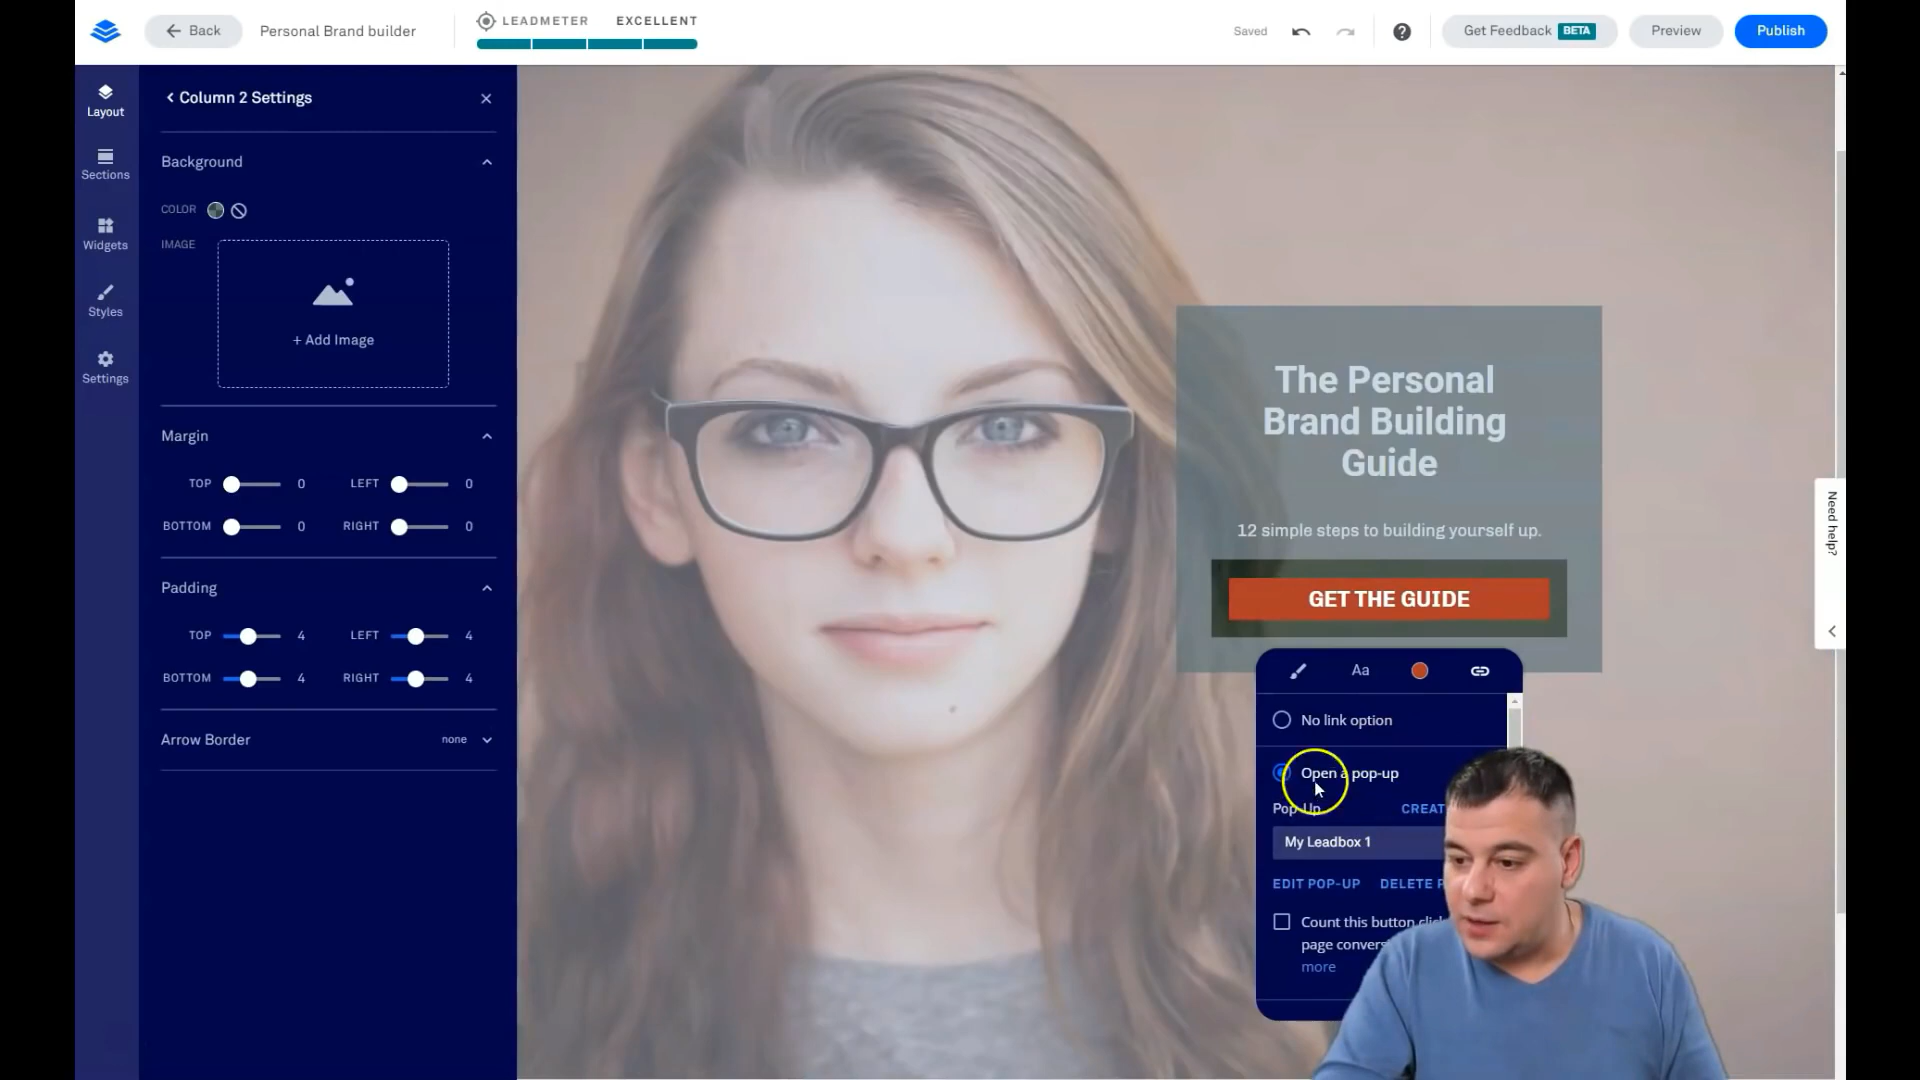 Back
Personal Brand builder
LEADMETER EXCELLENT
Saved
Get Feedback BETA
Preview
Publish
Layout
Sections
Widgets
Styles
Settings
Column 2 Settings
Background
COLOR
IMAGE
+ Add Image
Margin
TOP 0 LEFT 0
BOTTOM 0 RIGHT 0
Padding
TOP 4 LEFT 4
BOTTOM 4 RIGHT 4
Arrow Border none
The Personal
Brand Building
Guide
12 simple steps to building yourself up.
GET THE GUIDE
Aa
No link option
Open a pop-up
Pop-Up CREAT
My Leadbox 1
EDIT POP-UP DELETE P
Count this button clic
page convers
more
Need help?